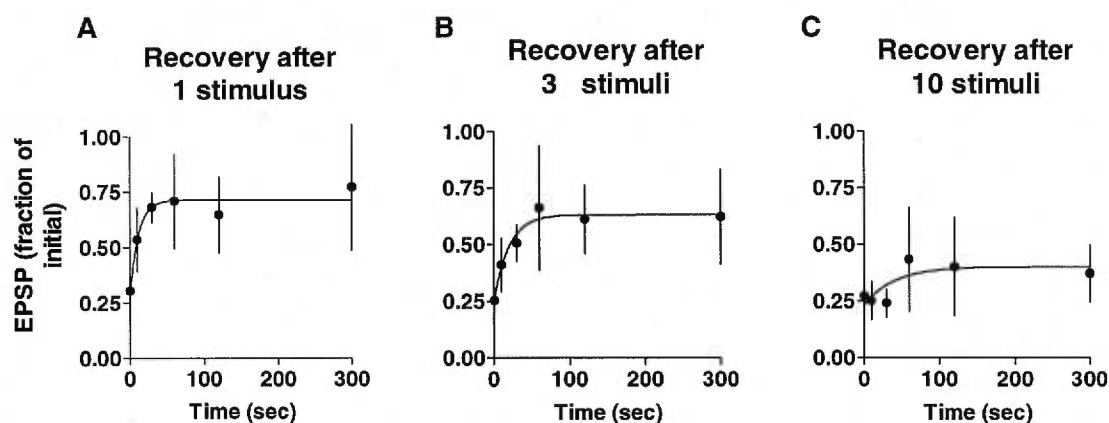 A
Recovery after
1 stimulus
B
Recovery after
3 stimuli
C
Recovery after
10 stimuli
EPSP (fraction of
initial)
1.00
0.75
0.50
0.25
0.00
0
100
200
300
Time (sec)
1.00
0.75
0.50
0.25
0.00
0
100
200
300
Time (sec)
1.00
0.75
0.50
0.25
0.00
0
100
200
300
Time (sec)